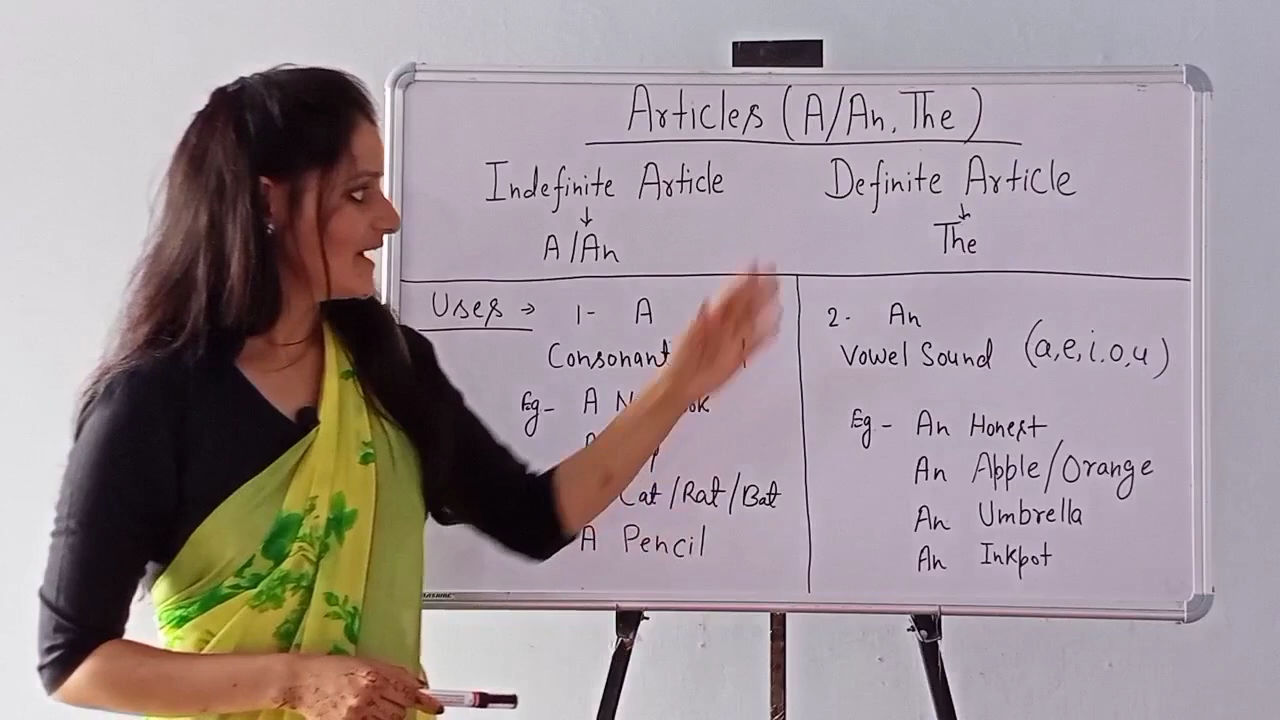 Articles (A/An, The)
Indefinite Article
↓
A/An
Definite Article
↓
The
Uses → 1- A
Consonant
Eg- A
Cat/Rat/Bat
A Pencil
2- An
Vowel Sound (a,e,i,o,u)
Eg- An Honest
An Apple/Orange
An Umbrella
An Inkpot